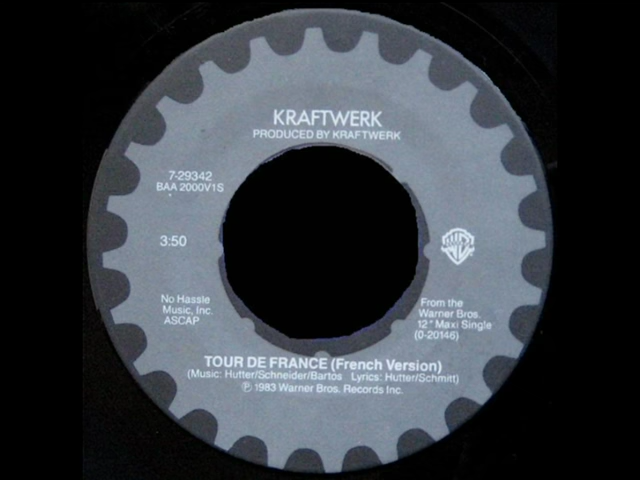 KRAFTWERK
PRODUCED BY KRAFTWERK
7-29342
BAA 2000V1S
3:50
No Hassle
Music, Inc.
ASCAP
From the
Warner Bros.
12" Maxi Single
(0-20146)
TOUR DE FRANCE (French Version)
(Music: Hutter/Schneider/Bartos Lyrics: Hutter/Schmitt)
℗ 1983 Warner Bros. Records Inc.